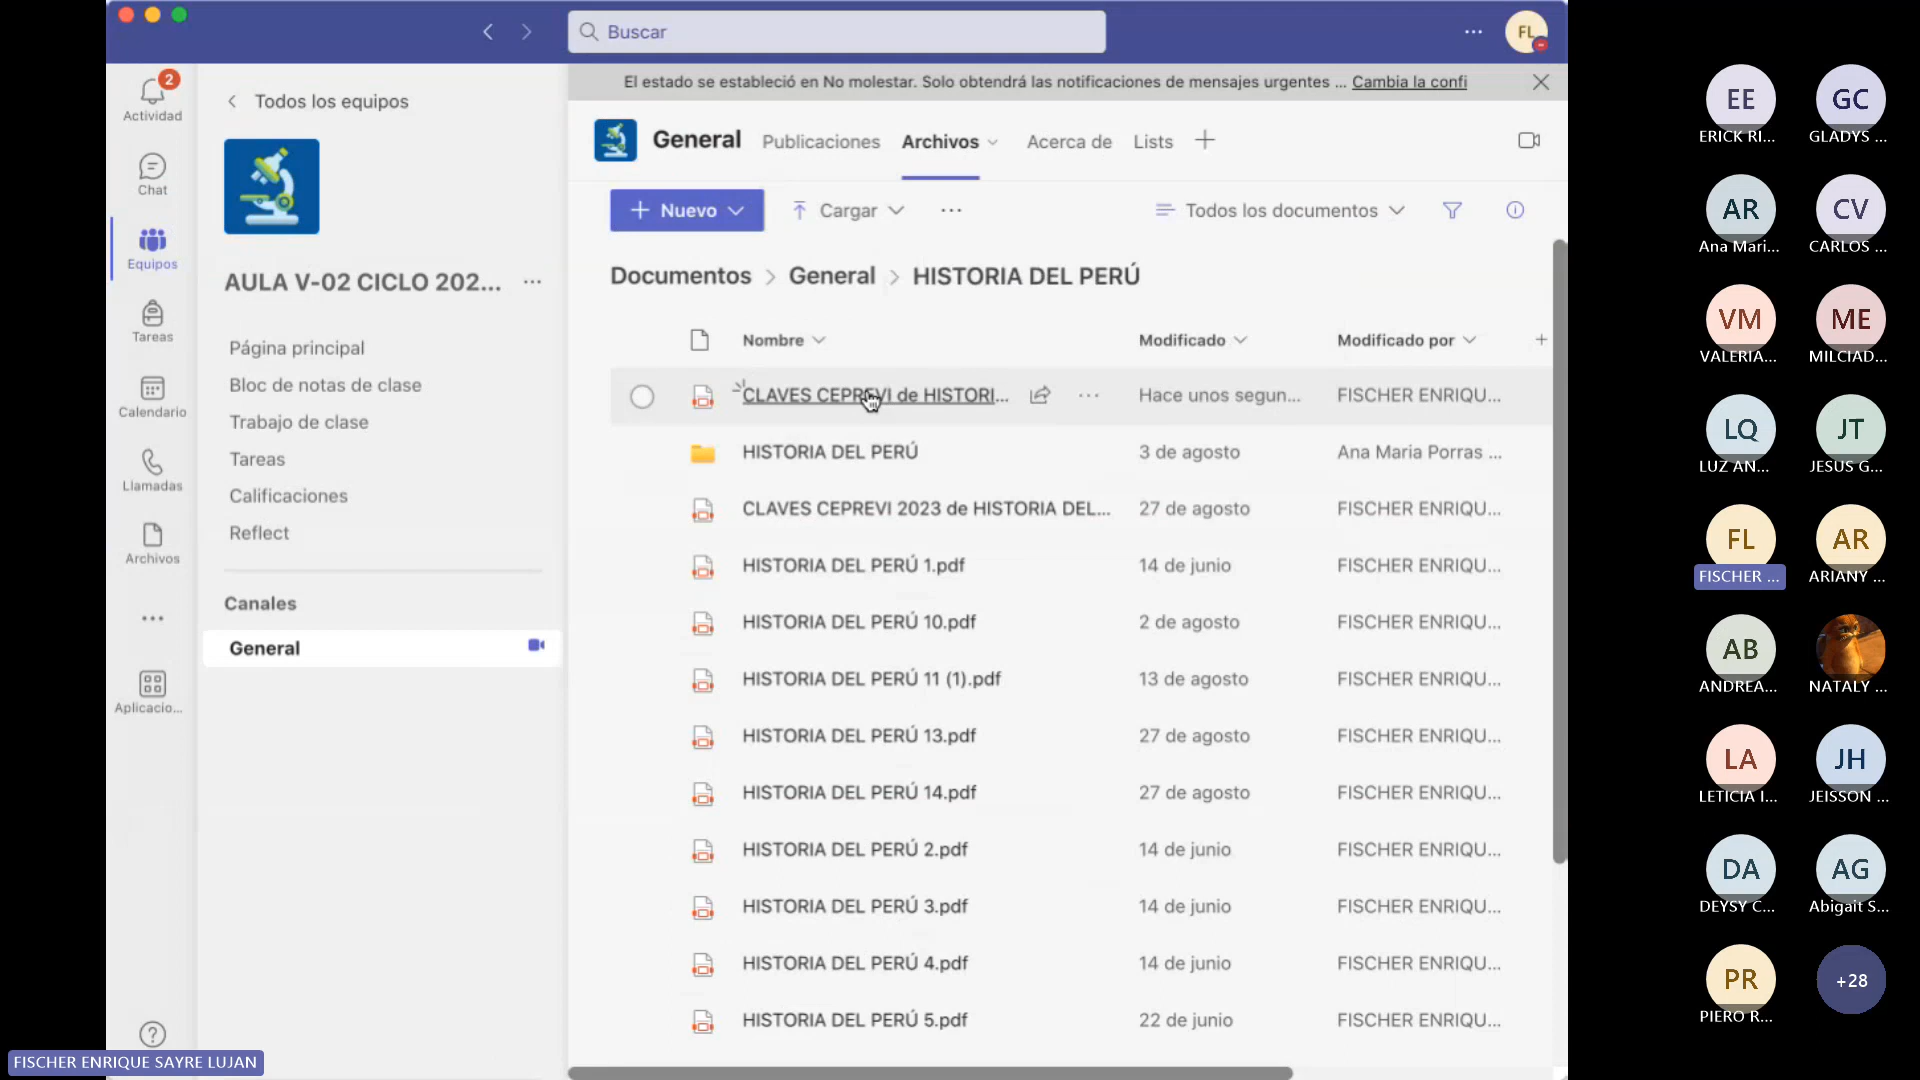 Buscar
FL
El estado se estableció en No molestar. Solo obtendrá las notificaciones de mensajes urgentes ... Cambia la confi
2
Actividad
Chat
Equipos
Tareas
Calendario
Llamadas
Archivos
Aplicacio...
Todos los equipos
AULA V-02 CICLO 202...
Página principal
Bloc de notas de clase
Trabajo de clase
Tareas
Calificaciones
Reflect
Canales
General
General Publicaciones Archivos Acerca de Lists
Nuevo Cargar Todos los documentos
Documentos > General > HISTORIA DEL PERÚ
Nombre Modificado Modificado por
CLAVES CEPREVI de HISTORI... Hace unos segun... FISCHER ENRIQU...
HISTORIA DEL PERÚ 3 de agosto Ana Maria Porras ...
CLAVES CEPREVI 2023 de HISTORIA DEL... 27 de agosto FISCHER ENRIQU...
HISTORIA DEL PERÚ 1.pdf 14 de junio FISCHER ENRIQU...
HISTORIA DEL PERÚ 10.pdf 2 de agosto FISCHER ENRIQU...
HISTORIA DEL PERÚ 11 (1).pdf 13 de agosto FISCHER ENRIQU...
HISTORIA DEL PERÚ 13.pdf 27 de agosto FISCHER ENRIQU...
HISTORIA DEL PERÚ 14.pdf 27 de agosto FISCHER ENRIQU...
HISTORIA DEL PERÚ 2.pdf 14 de junio FISCHER ENRIQU...
HISTORIA DEL PERÚ 3.pdf 14 de junio FISCHER ENRIQU...
HISTORIA DEL PERÚ 4.pdf 14 de junio FISCHER ENRIQU...
HISTORIA DEL PERÚ 5.pdf 22 de junio FISCHER ENRIQU...
FISCHER ENRIQUE SAYRE LUJAN
EE GC
ERICK RI... GLADYS ...
AR CV
Ana Mari... CARLOS ...
VM ME
VALERIA... MILCIAD...
LQ JT
LUZ AN... JESUS G...
FL AR
FISCHER ... ARIANY ...
AB
ANDREA... NATALY ...
LA JH
LETICIA I... JEISSON ...
DA AG
DEYSY C... Abigait S...
PR +28
PIERO R...